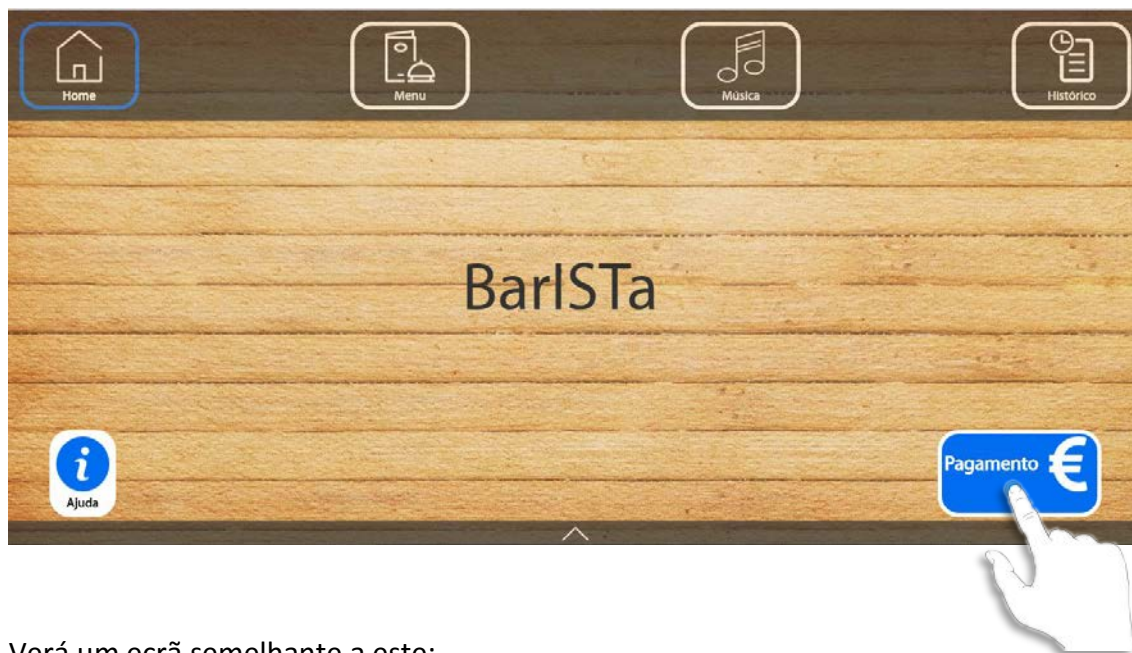 Home
Menu
Música
Histórico
BarISTa
Pagamento €
i
Ajuda
Verá um ecrã semelhante a este: